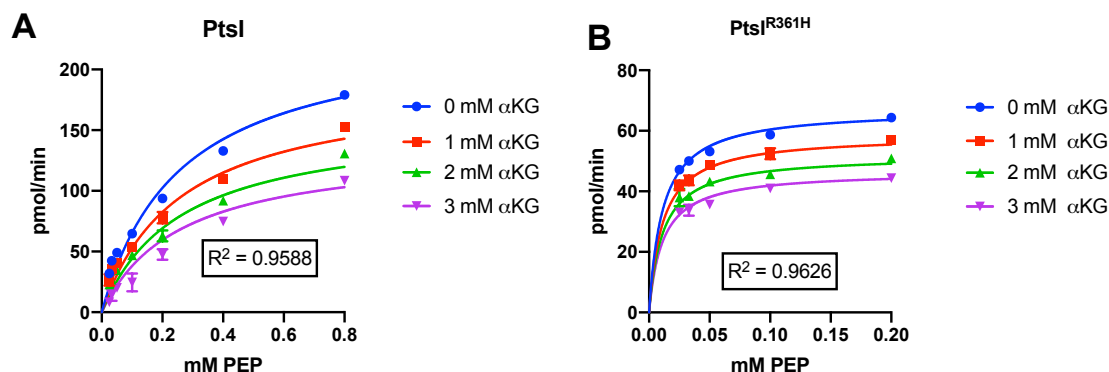 A
PtsI
pmol/min
200
150
100
50
0
0.0 0.2 0.4 0.6 0.8
mM PEP
R² = 0.9588
0 mM αKG
1 mM αKG
2 mM αKG
3 mM αKG
B
PtsIᴿ³⁶¹ᴴ
pmol/min
80
60
40
20
0
0.00 0.05 0.10 0.15 0.20
mM PEP
R² = 0.9626
0 mM αKG
1 mM αKG
2 mM αKG
3 mM αKG